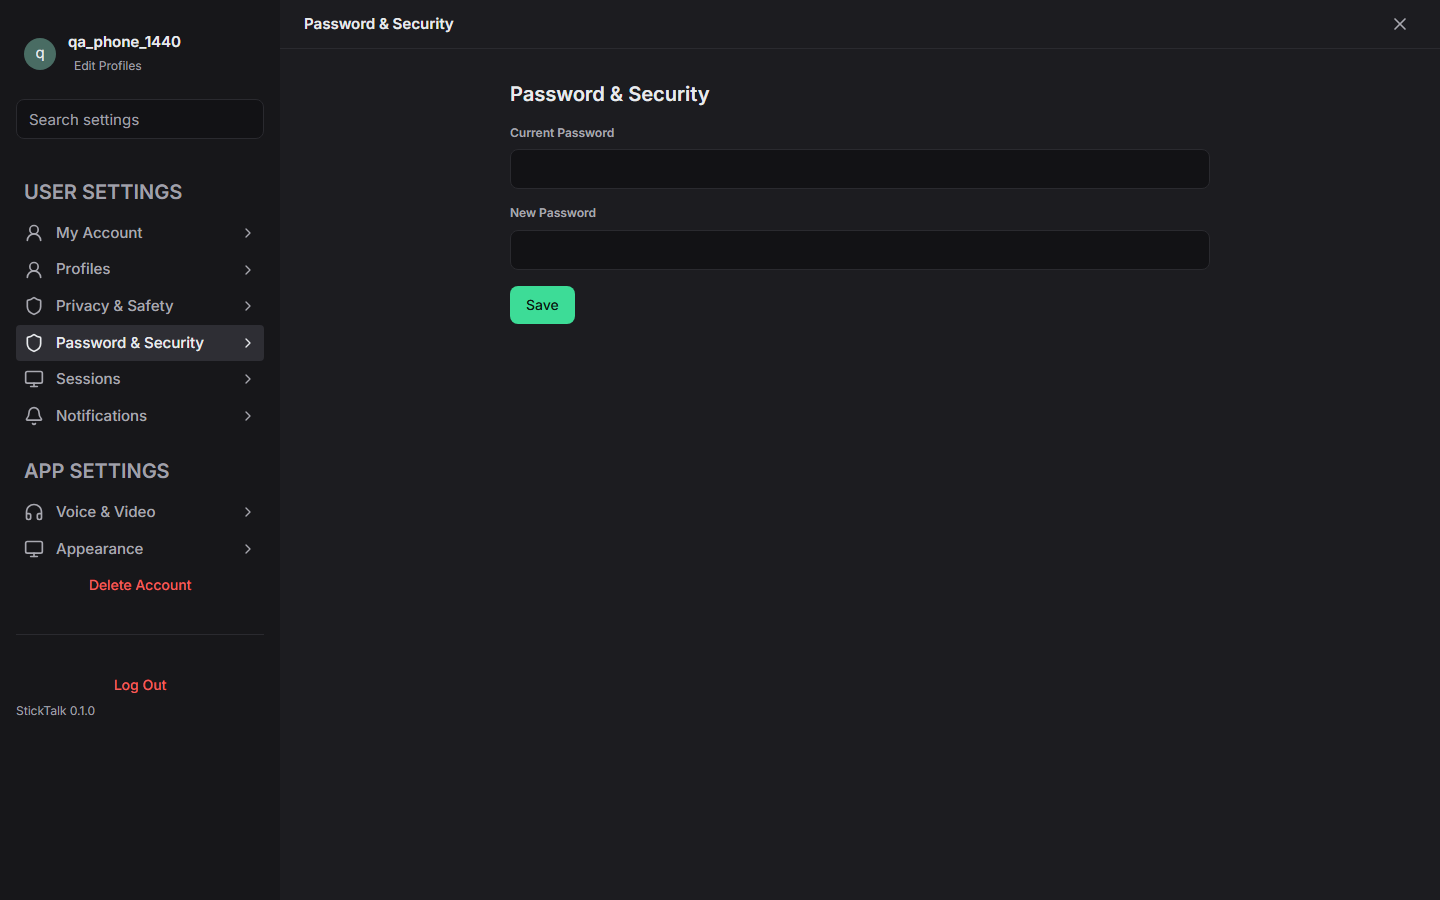 q
qa_phone_1440
Edit Profiles
Search settings
USER SETTINGS
My Account
Profiles
Privacy & Safety
Password & Security
Sessions
Notifications
APP SETTINGS
Voice & Video
Appearance
Delete Account
Log Out
StickTalk 0.1.0
Password & Security
Password & Security
Current Password
New Password
Save